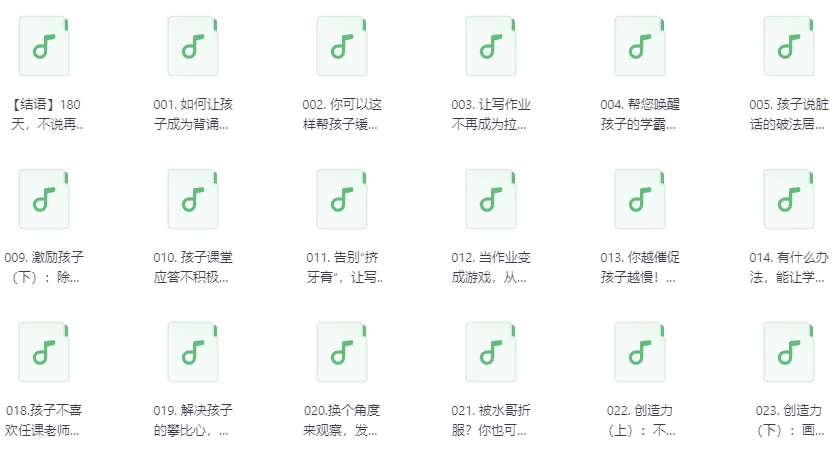 【结语】180
天，不说再...
001. 如何让孩
子成为背诵...
002. 你可以这
样帮孩子缓...
003. 让写作业
不再成为拉...
004. 帮您唤醒
孩子的学霸...
005. 孩子说脏
话的破法居...
009. 激励孩子
（下）：除...
010. 孩子课堂
应答不积极...
011. 告别“挤
牙膏”，让写..
012. 当作业变
成游戏，从...
013. 你越催促
孩子越慢！...
014. 有什么办
法，能让学...
018.孩子不喜
欢任课老师...
019. 解决孩子
的攀比心，...
020.换个角度
来观察，发...
021. 被水哥折
服？你也可...
022. 创造力
（上）：不...
023. 创造力
（下）：画...